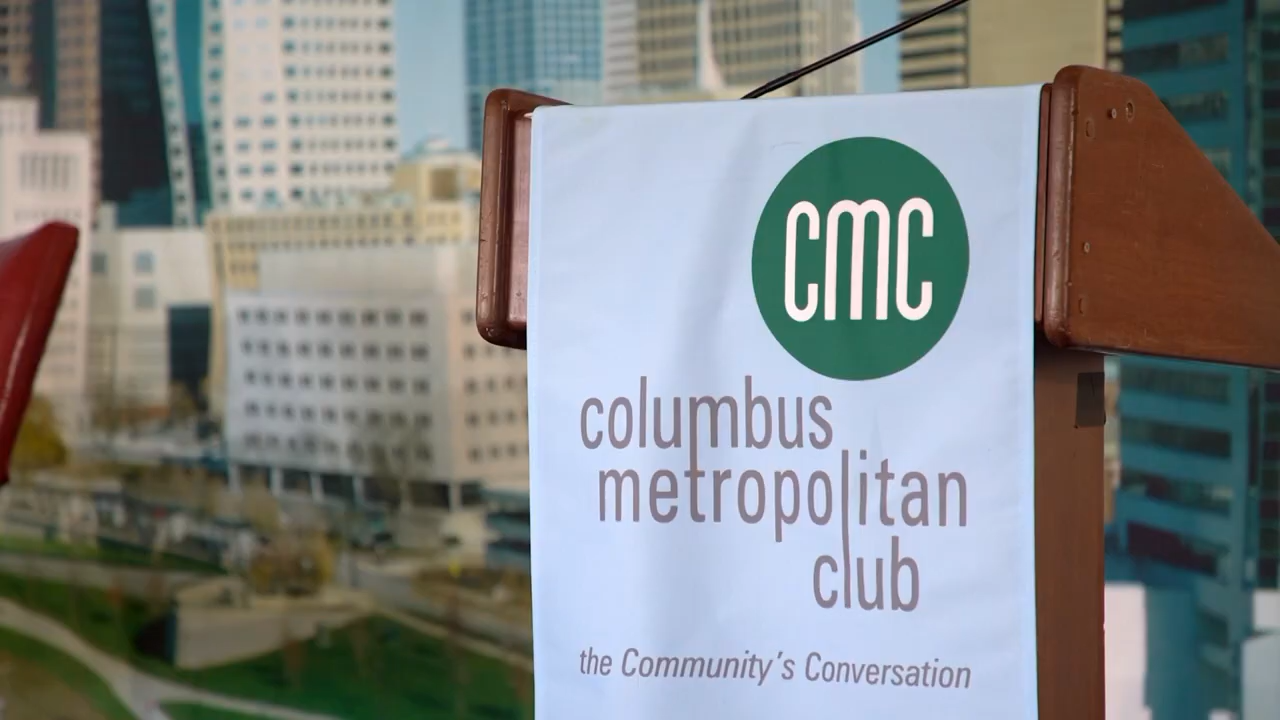 CMC
columbus
metropolitan
club
the Community's Conversation